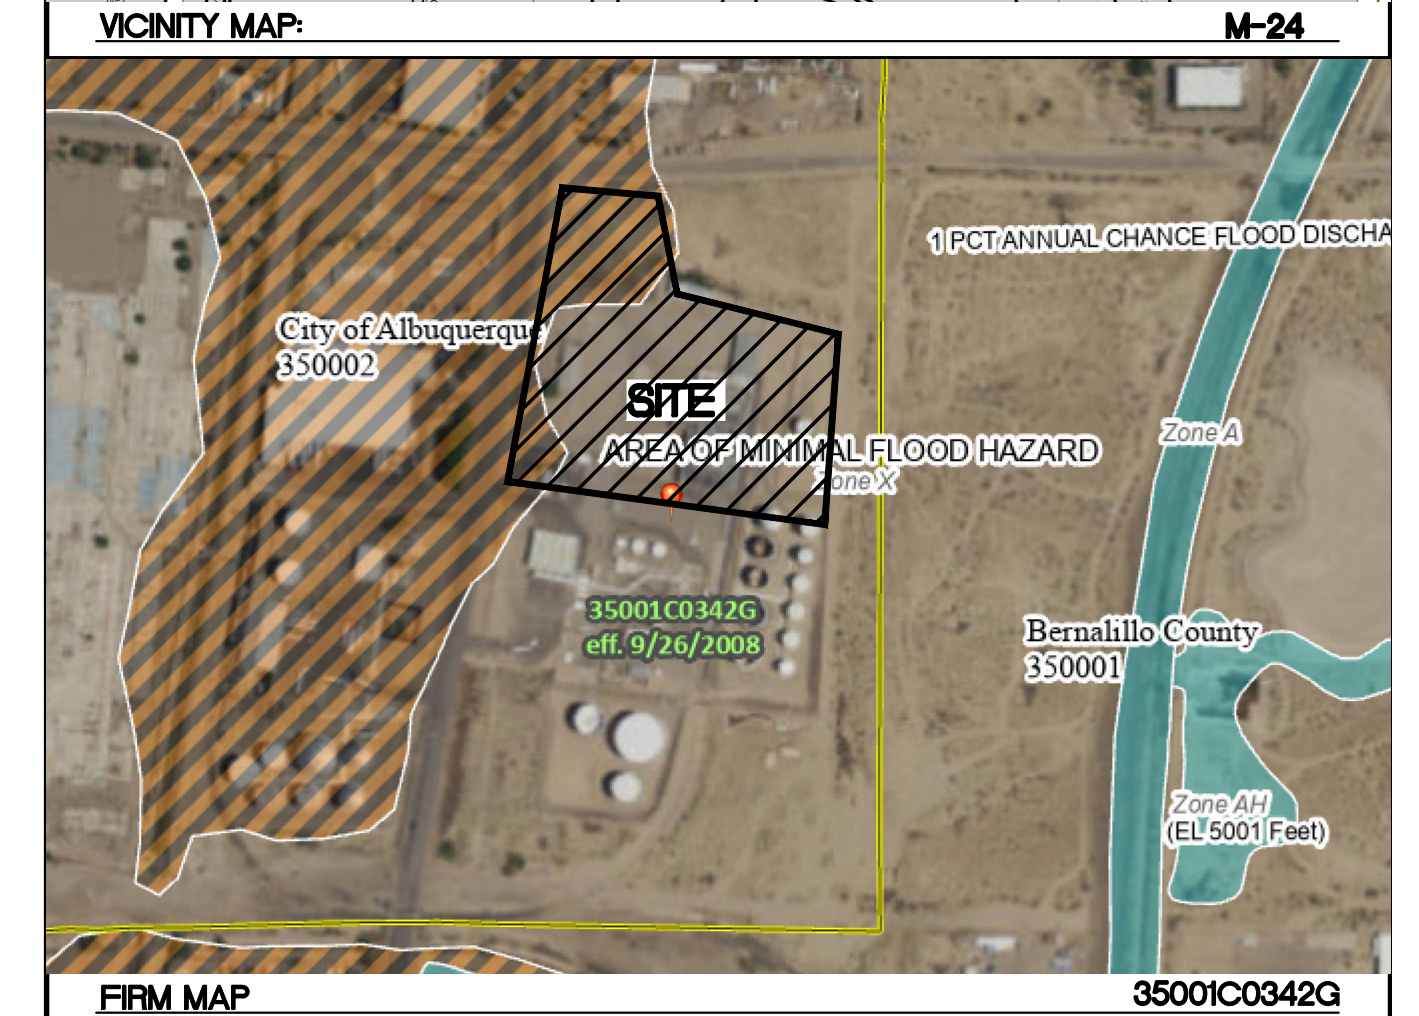 VICINITY MAP: M-24
1 PCT ANNUAL CHANCE FLOOD DISCHA
City of Albuquerque
350002
SITE
AREA OF MINIMAL FLOOD HAZARD
Zone X
Zone A
35001C0342G
eff. 9/26/2008
Bernalillo County
350001
Zone AH
(EL 5001 Feet)
FIRM MAP 35001C0342G